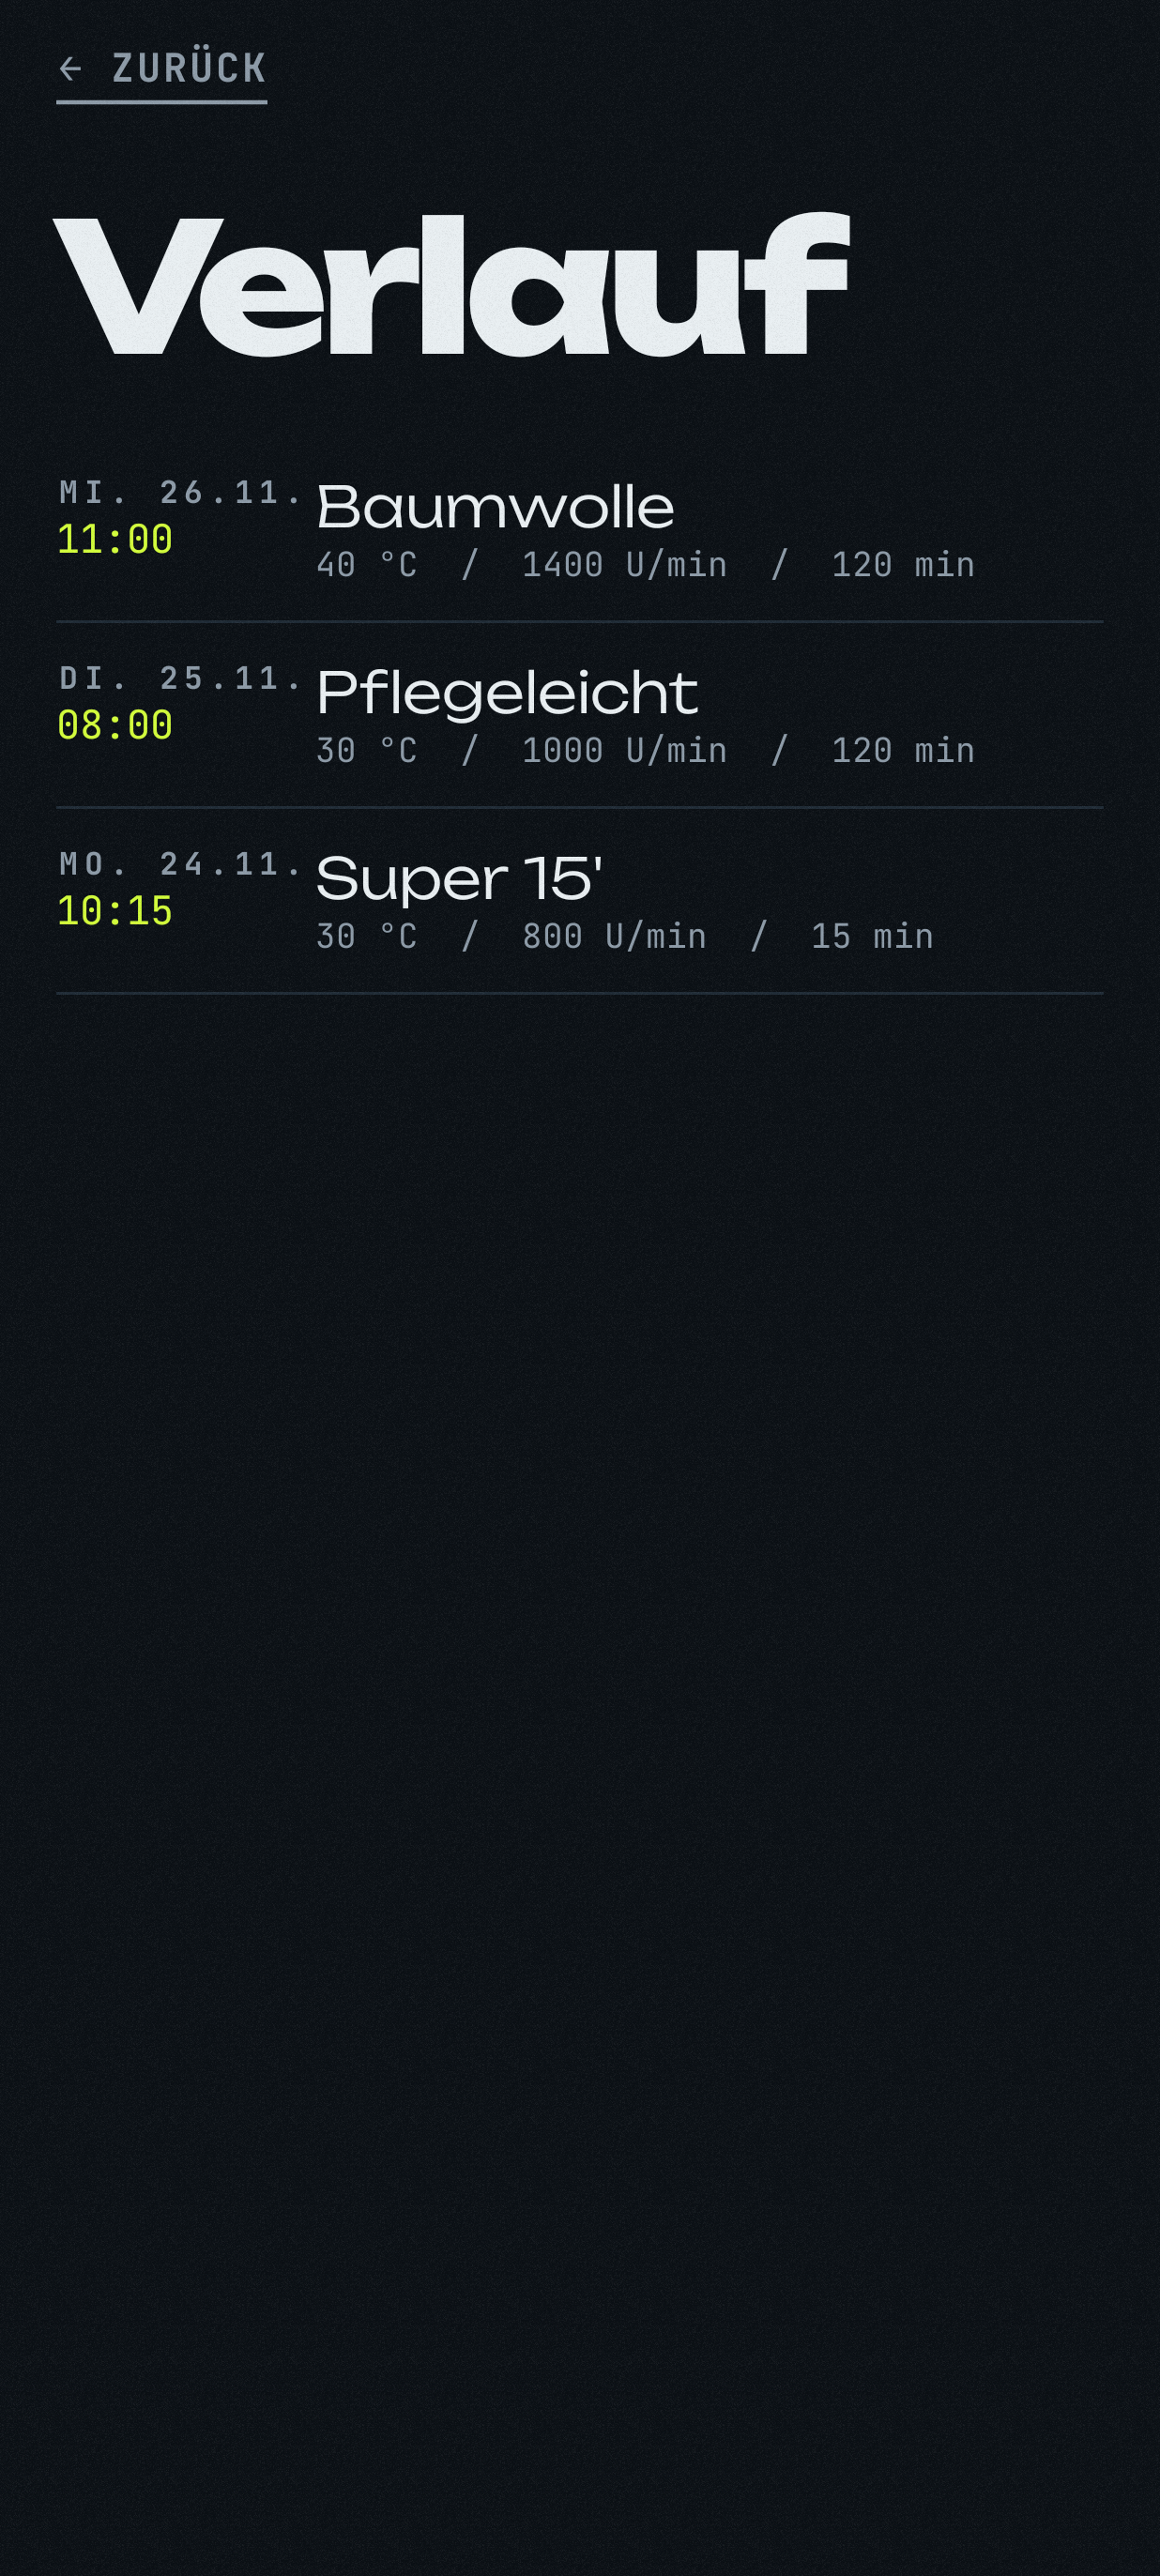 ← ZURÜCK
Verlauf
MI. 26.11. Baumwolle
11:00
40 °C / 1400 U/min / 120 min
DI. 25.11. Pflegeleicht
08:00
30 °C / 1000 U/min / 120 min
MO. 24.11. Super 15'
10:15
30 °C / 800 U/min / 15 min